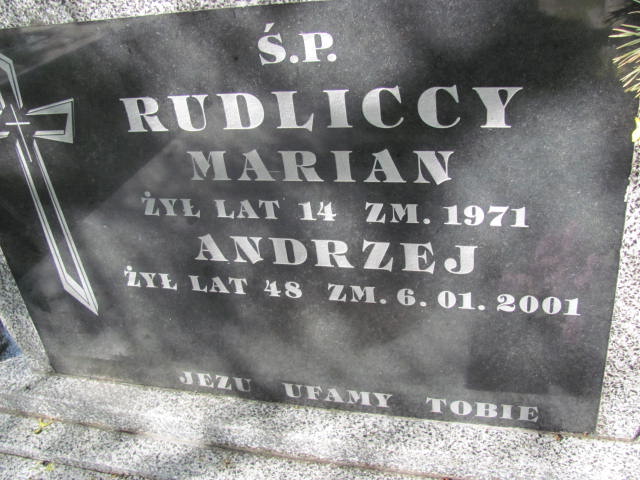 Ś.P.
RUDLICCY
MARIAN
ŻYŁ LAT 14 ZM. 1971
ANDRZEJ
ŻYŁ LAT 48 ZM. 6. 01. 2001
JEZU UFAMY TOBIE